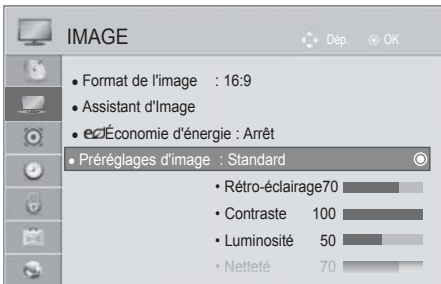 IMAGE Dép. OK
• Format de l'image : 16:9
• Assistant d'Image
• eco Économie d'énergie : Arrêt
• Préréglages d'image : Standard
• Rétro-éclairage70
• Contraste 100
• Luminosité 50
• Netteté 70